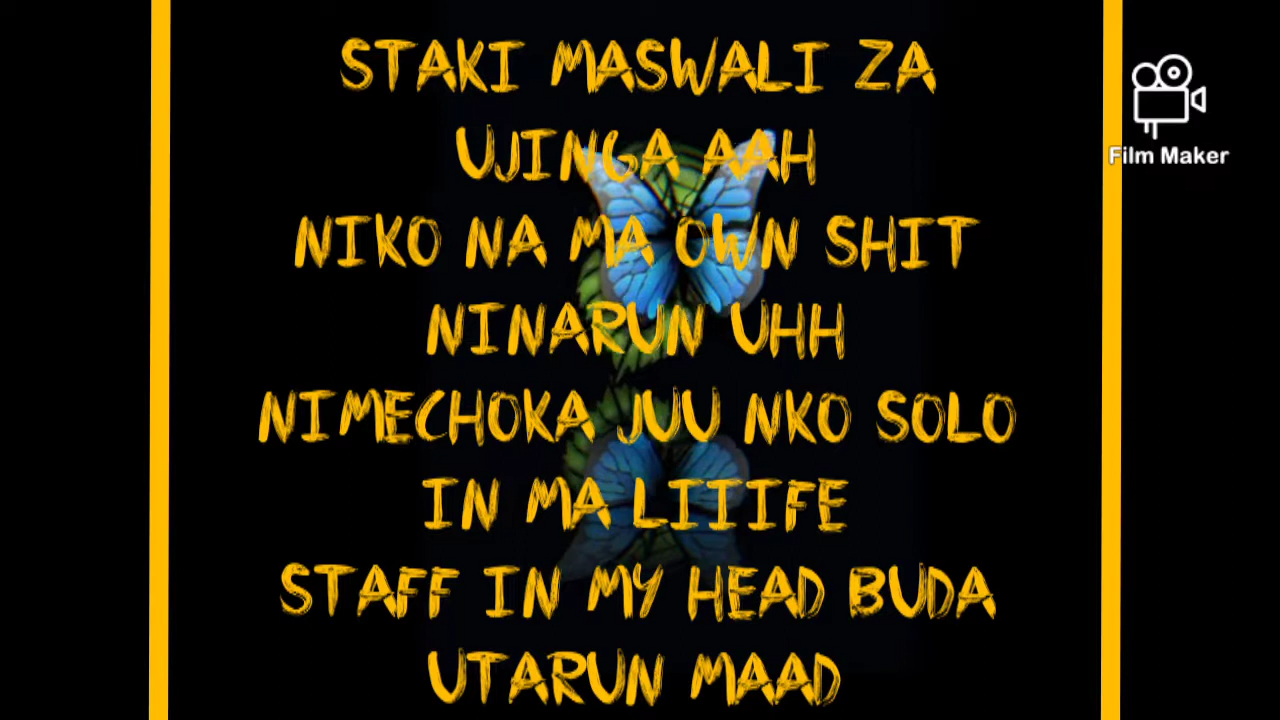 STAKI MASWALI ZA
UJINGA AAH
NIKO NA MA OWN SHIT
NINARUN UHH
NIMECHOKA JUU NKO SOLO
IN MA LIIIFE
STAFF IN MY HEAD BUDA
UTARUN MAAD
Film Maker